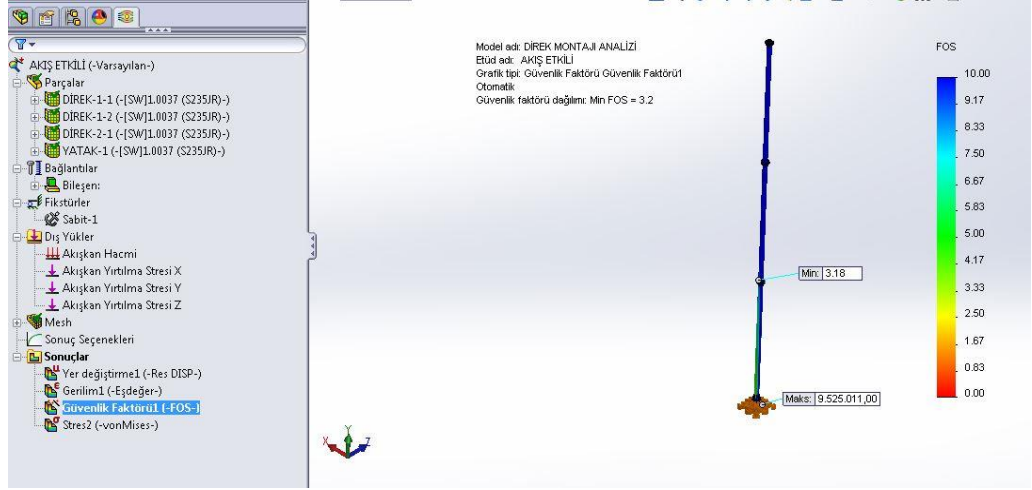 AKIŞ ETKİLİ (-Varsayılan-)
Parçalar
DİREK-1-1 (-[SW]1.0037 (S235JR)-)
DİREK-1-2 (-[SW]1.0037 (S235JR)-)
DİREK-2-1 (-[SW]1.0037 (S235JR)-)
YATAK-1 (-[SW]1.0037 (S235JR)-)
Bağlantılar
Bileşen:
Fikstürler
Sabit-1
Dış Yükler
Akışkan Hacmi
Akışkan Yırtılma Stresi X
Akışkan Yırtılma Stresi Y
Akışkan Yırtılma Stresi Z
Mesh
Sonuç Seçenekleri
Sonuçlar
Yer değiştirme1 (-Res DISP-)
Gerilim1 (-Eşdeğer-)
Güvenlik Faktörü1 (-FOS-)
Stres2 (-vonMises-)
Model adı: DİREK MONTAJI ANALİZİ
Etüd adı: AKIŞ ETKİLİ
Grafik tipi: Güvenlik Faktörü Güvenlik Faktörü1
Otomatik
Güvenlik faktörü dağılımı: Min FOS = 3.2
Min: 3.18
Maks: 9.525.011,00
X
Y
Z
FOS
10.00
9.17
8.33
7.50
6.67
5.83
5.00
4.17
3.33
2.50
1.67
0.83
0.00